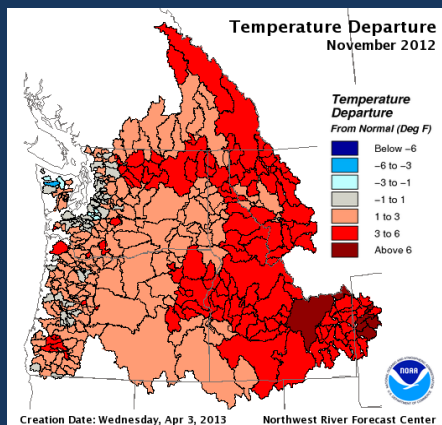 Temperature Departure
November 2012
Temperature
Departure
From Normal (Deg F)
Below -6
-6 to -3
-3 to -1
-1 to 1
1 to 3
3 to 6
Above 6
NOAA
Creation Date: Wednesday, Apr 3, 2013 Northwest River Forecast Center